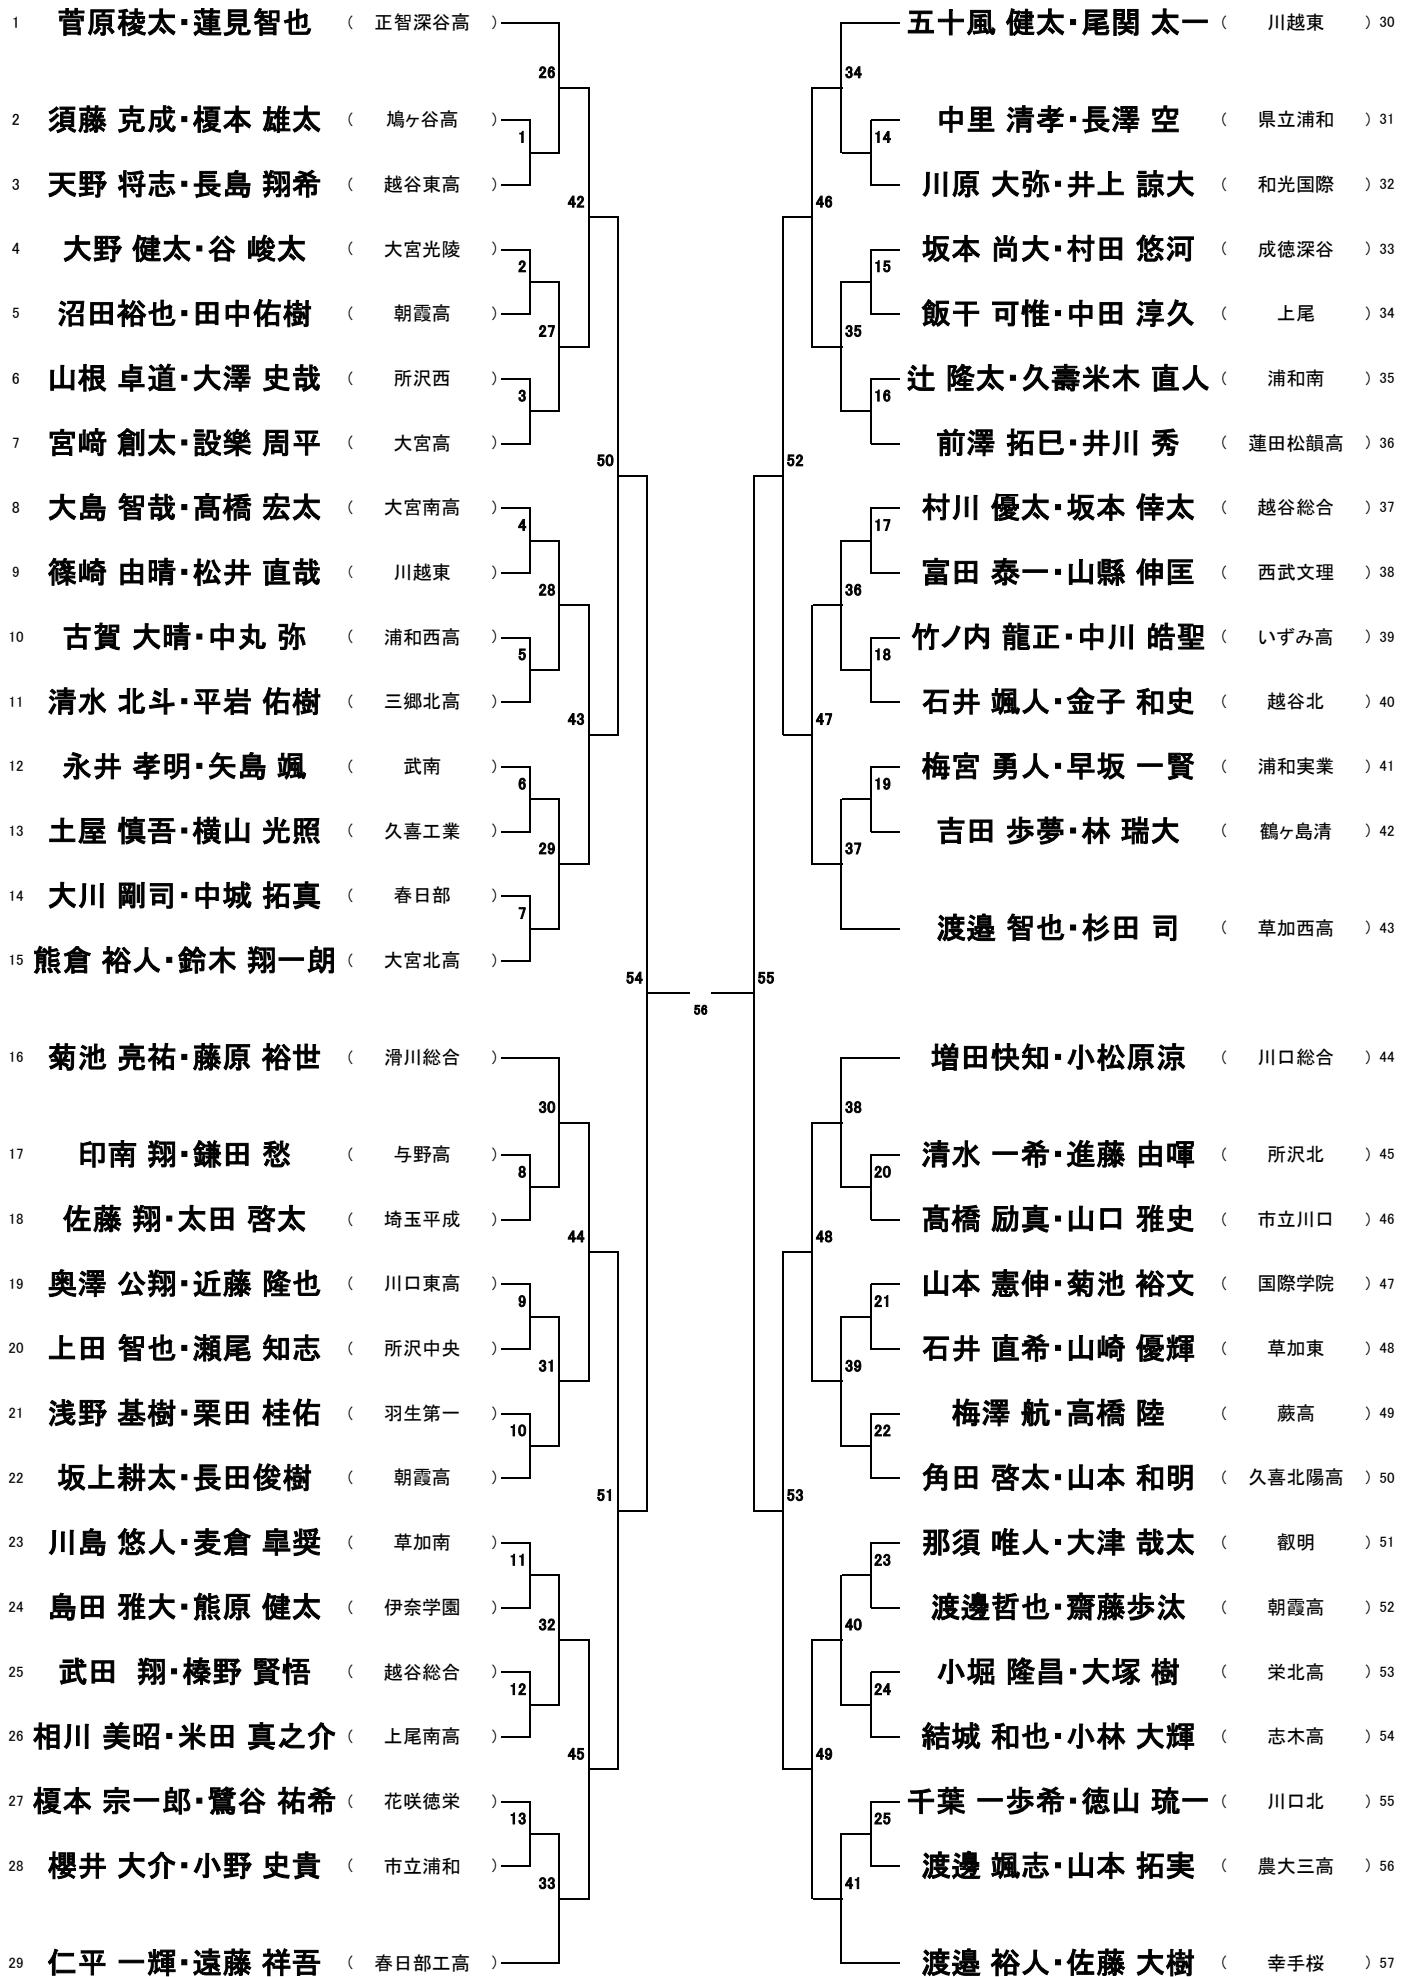 1 菅原稜太・蓮見智也 ( 正智深谷高 )
26
2 須藤 克成・榎本 雄太 ( 鳩ヶ谷高 )
1
3 天野 将志・長島 翔希 ( 越谷東高 )
42
4 大野 健太・谷 峻太 ( 大宮光陵 )
2
5 沼田裕也・田中佑樹 ( 朝霞高 )
27
6 山根 卓道・大澤 史哉 ( 所沢西 )
3
7 宮﨑 創太・設樂 周平 ( 大宮高 )
50
8 大島 智哉・髙橋 宏太 ( 大宮南高 )
4
9 篠崎 由晴・松井 直哉 ( 川越東 )
28
10 古賀 大晴・中丸 弥 ( 浦和西高 )
5
11 清水 北斗・平岩 佑樹 ( 三郷北高 )
43
12 永井 孝明・矢島 颯 ( 武南 )
6
13 土屋 慎吾・横山 光照 ( 久喜工業 )
29
14 大川 剛司・中城 拓真 ( 春日部 )
7
15 熊倉 裕人・鈴木 翔一朗 ( 大宮北高 )
54
16 菊池 亮祐・藤原 裕世 ( 滑川総合 )
30
17 印南 翔・鎌田 愁 ( 与野高 )
8
18 佐藤 翔・太田 啓太 ( 埼玉平成 )
44
19 奥澤 公翔・近藤 隆也 ( 川口東高 )
9
20 上田 智也・瀬尾 知志 ( 所沢中央 )
31
21 浅野 基樹・栗田 桂佑 ( 羽生第一 )
10
22 坂上耕太・長田俊樹 ( 朝霞高 )
51
23 川島 悠人・麦倉 皐奨 ( 草加南 )
11
24 島田 雅大・熊原 健太 ( 伊奈学園 )
32
25 武田 翔・榛野 賢悟 ( 越谷総合 )
12
26 相川 美昭・米田 真之介 ( 上尾南高 )
45
27 榎本 宗一郎・鷺谷 祐希 ( 花咲徳栄 )
13
28 櫻井 大介・小野 史貴 ( 市立浦和 )
33
29 仁平 一輝・遠藤 祥吾 ( 春日部工高 )
56
五十風 健太・尾関 太一 ( 川越東 ) 30
34
中里 清孝・長澤 空 ( 県立浦和 ) 31
14
川原 大弥・井上 諒大 ( 和光国際 ) 32
46
坂本 尚大・村田 悠河 ( 成徳深谷 ) 33
15
飯干 可惟・中田 淳久 ( 上尾 ) 34
35
辻 隆太・久壽米木 直人 ( 浦和南 ) 35
16
前澤 拓巳・井川 秀 ( 蓮田松韻高 ) 36
52
村川 優太・坂本 倖太 ( 越谷総合 ) 37
17
富田 泰一・山縣 伸匡 ( 西武文理 ) 38
36
竹ノ内 龍正・中川 皓聖 ( いずみ高 ) 39
18
石井 颯人・金子 和史 ( 越谷北 ) 40
47
梅宮 勇人・早坂 一賢 ( 浦和実業 ) 41
19
吉田 歩夢・林 瑞大 ( 鶴ヶ島清 ) 42
37
渡邉 智也・杉田 司 ( 草加西高 ) 43
55
増田快知・小松原涼 ( 川口総合 ) 44
38
清水 一希・進藤 由暉 ( 所沢北 ) 45
20
髙橋 励真・山口 雅史 ( 市立川口 ) 46
48
山本 憲伸・菊池 裕文 ( 国際学院 ) 47
21
石井 直希・山崎 優輝 ( 草加東 ) 48
39
梅澤 航・高橋 陸 ( 蕨高 ) 49
22
角田 啓太・山本 和明 ( 久喜北陽高 ) 50
53
那須 唯人・大津 哉太 ( 叡明 ) 51
23
渡邊哲也・齋藤歩汰 ( 朝霞高 ) 52
40
小堀 隆昌・大塚 樹 ( 栄北高 ) 53
24
結城 和也・小林 大輝 ( 志木高 ) 54
49
千葉 一歩希・徳山 琉一 ( 川口北 ) 55
25
渡邊 颯志・山本 拓実 ( 農大三高 ) 56
41
渡邉 裕人・佐藤 大樹 ( 幸手桜 ) 57